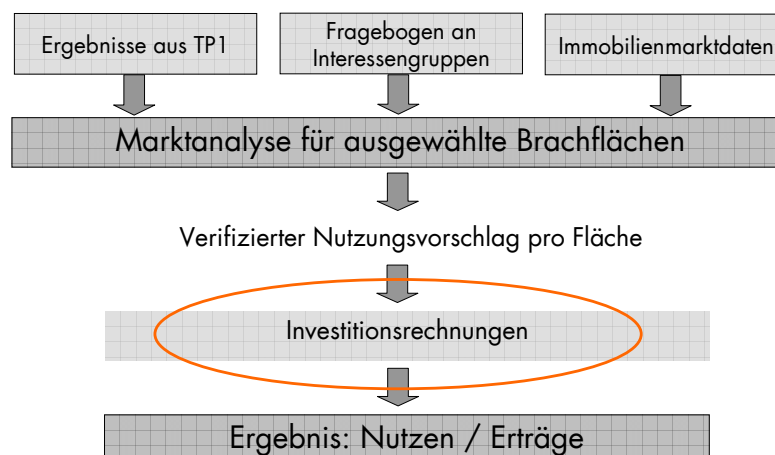 Ergebnisse aus TP1
Fragebogen an
Interessengruppen
Immobilienmarktdaten
Marktanalyse für ausgewählte Brachflächen
Verifizierter Nutzungsvorschlag pro Fläche
Investitionsrechnungen
Ergebnis: Nutzen / Erträge